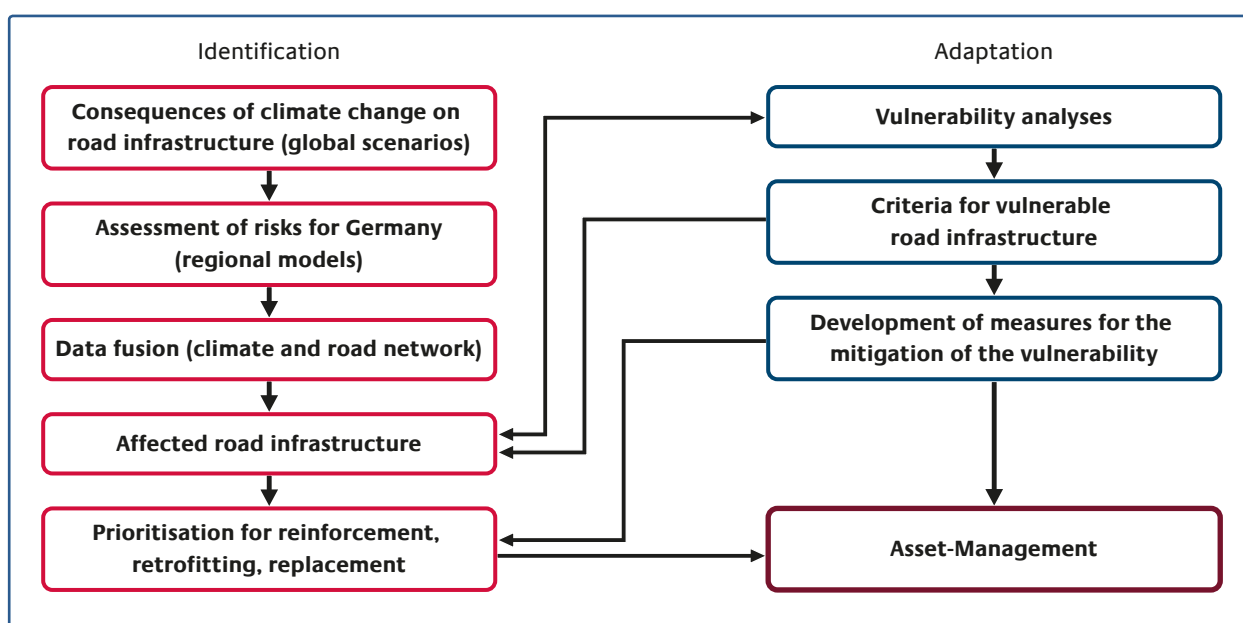 Identification
Consequences of climate change on
road infrastructure (global scenarios)
Assessment of risks for Germany
(regional models)
Data fusion (climate and road network)
Affected road infrastructure
Prioritisation for reinforcement,
retrofitting, replacement
Adaptation
Vulnerability analyses
Criteria for vulnerable
road infrastructure
Development of measures for the
mitigation of the vulnerability
Asset-Management